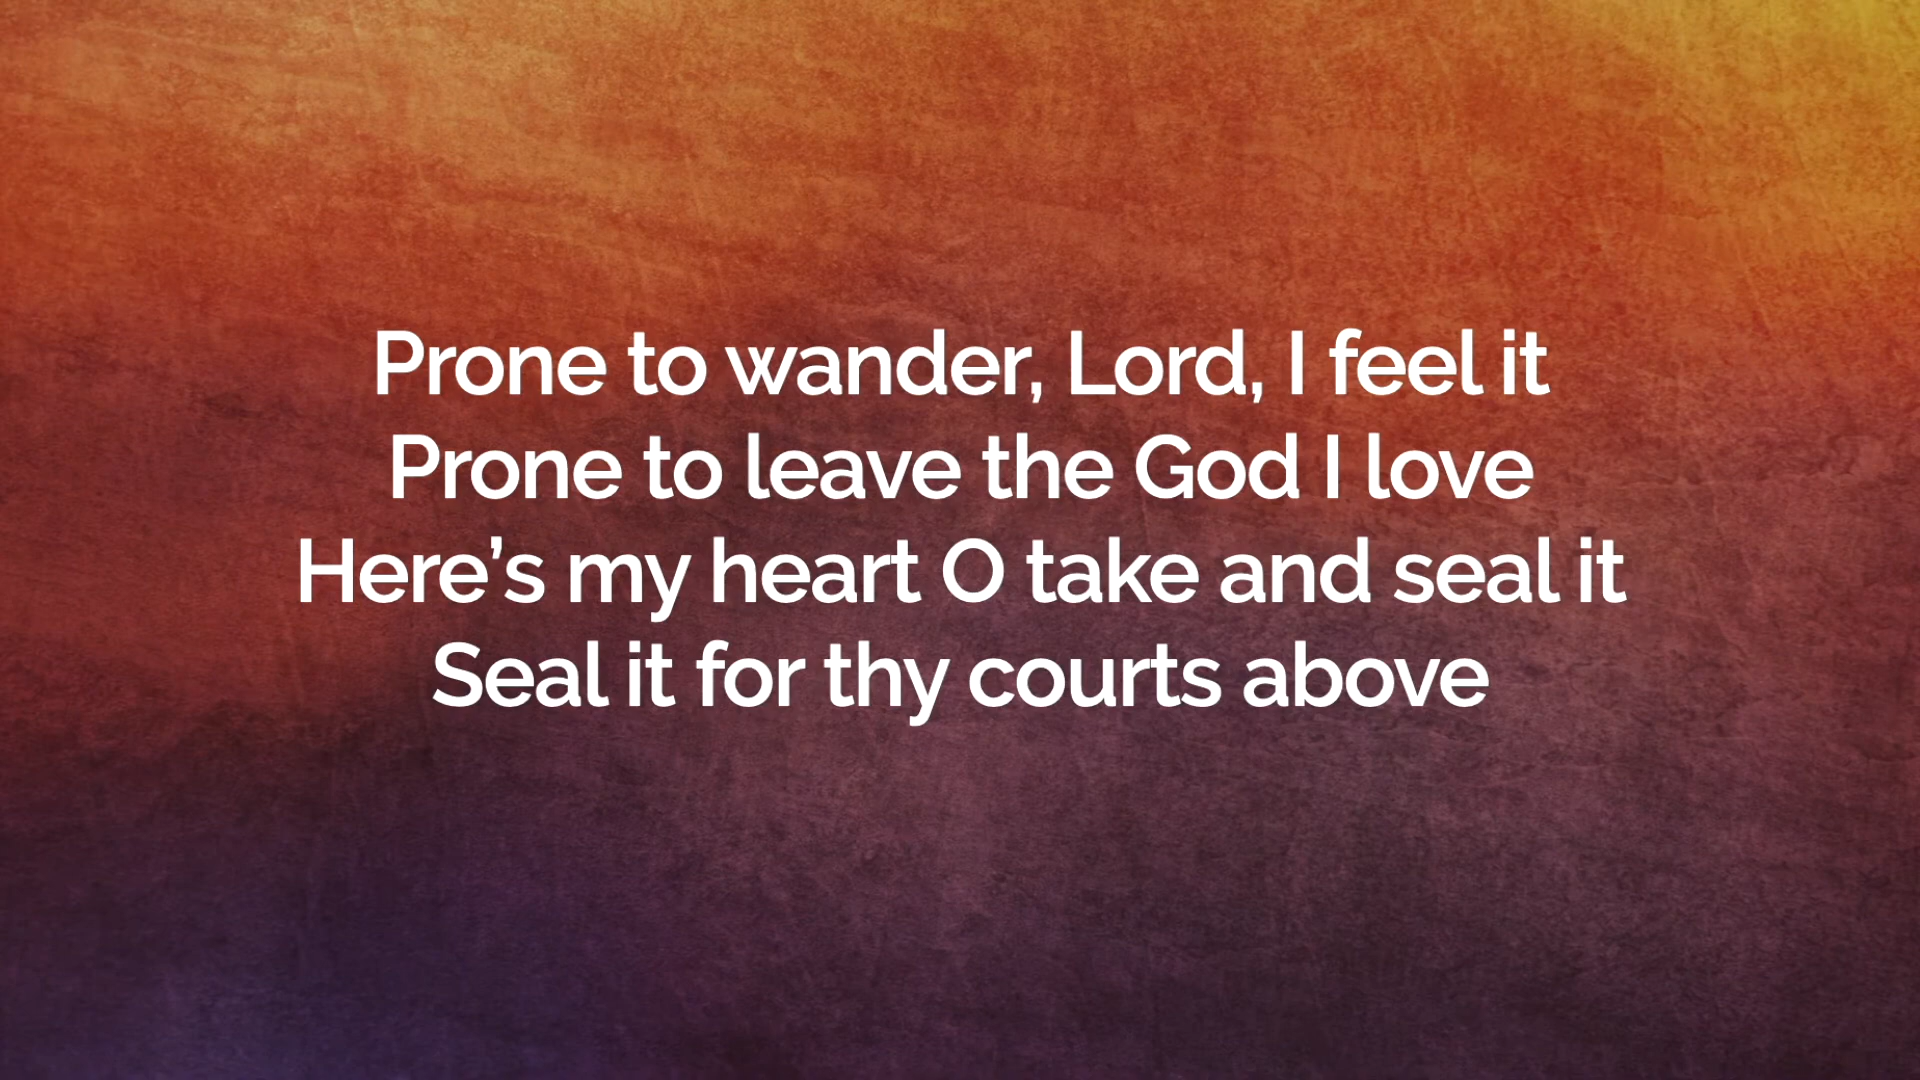 Prone to wander, Lord, I feel it
Prone to leave the God I love
Here’s my heart O take and seal it
Seal it for thy courts above